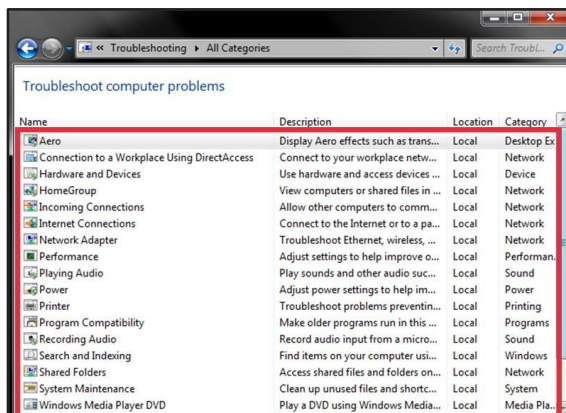 « Troubleshooting ▸ All Categories Search Troubl...
Troubleshoot computer problems
Name Description Location Category
Aero Display Aero effects such as trans... Local Desktop Ex
Connection to a Workplace Using DirectAccess Connect to your workplace netw... Local Network
Hardware and Devices Use hardware and access devices ... Local Device
HomeGroup View computers or shared files in ... Local Network
Incoming Connections Allow other computers to comm... Local Network
Internet Connections Connect to the Internet or to a pa... Local Network
Network Adapter Troubleshoot Ethernet, wireless, ... Local Network
Performance Adjust settings to help improve o... Local Performan.
Playing Audio Play sounds and other audio suc... Local Sound
Power Adjust power settings to help im... Local Power
Printer Troubleshoot problems preventin... Local Printing
Program Compatibility Make older programs run in this ... Local Programs
Recording Audio Record audio input from a micro... Local Sound
Search and Indexing Find items on your computer usi... Local Windows
Shared Folders Access shared files and folders on... Local Network
System Maintenance Clean up unused files and shortc... Local System
Windows Media Player DVD Play a DVD using Windows Media... Local Media Pla..